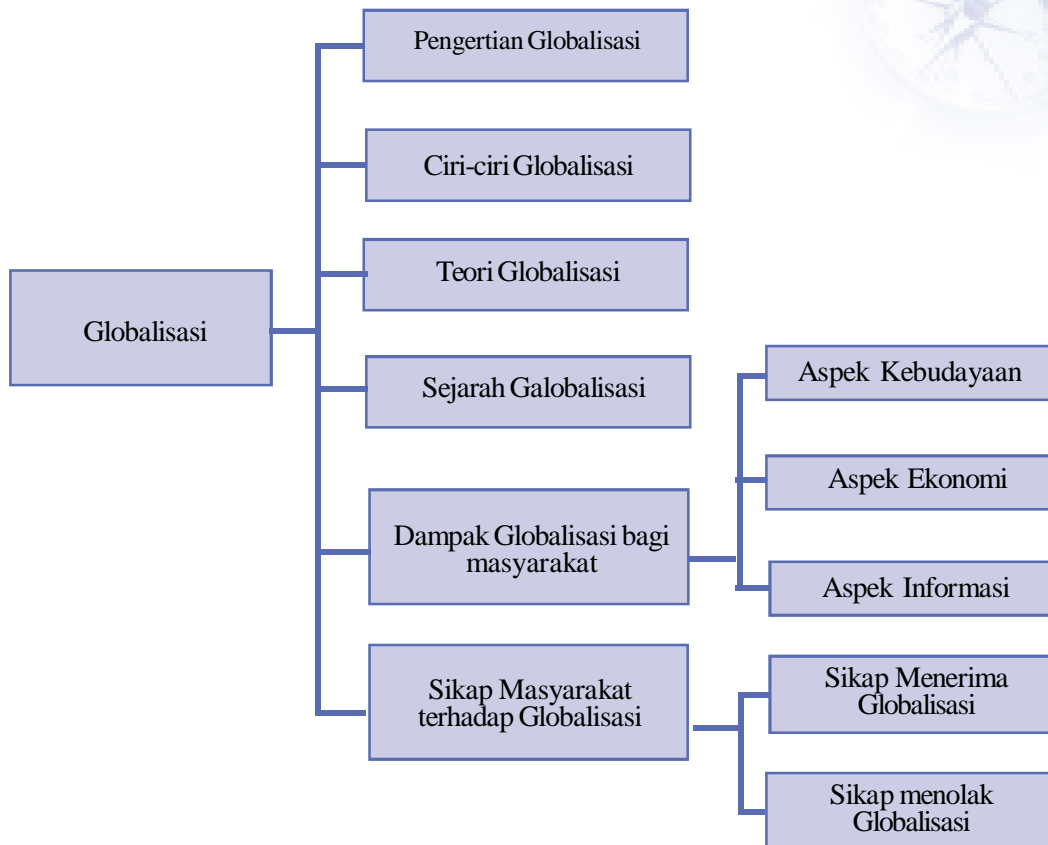 Globalisasi
Pengertian Globalisasi
Ciri-ciri Globalisasi
Teori Globalisasi
Sejarah Galobalisasi
Dampak Globalisasi bagi
masyarakat
Aspek Kebudayaan
Aspek Ekonomi
Aspek Informasi
Sikap Masyarakat
terhadap Globalisasi
Sikap Menerima
Globalisasi
Sikap menolak
Globalisasi